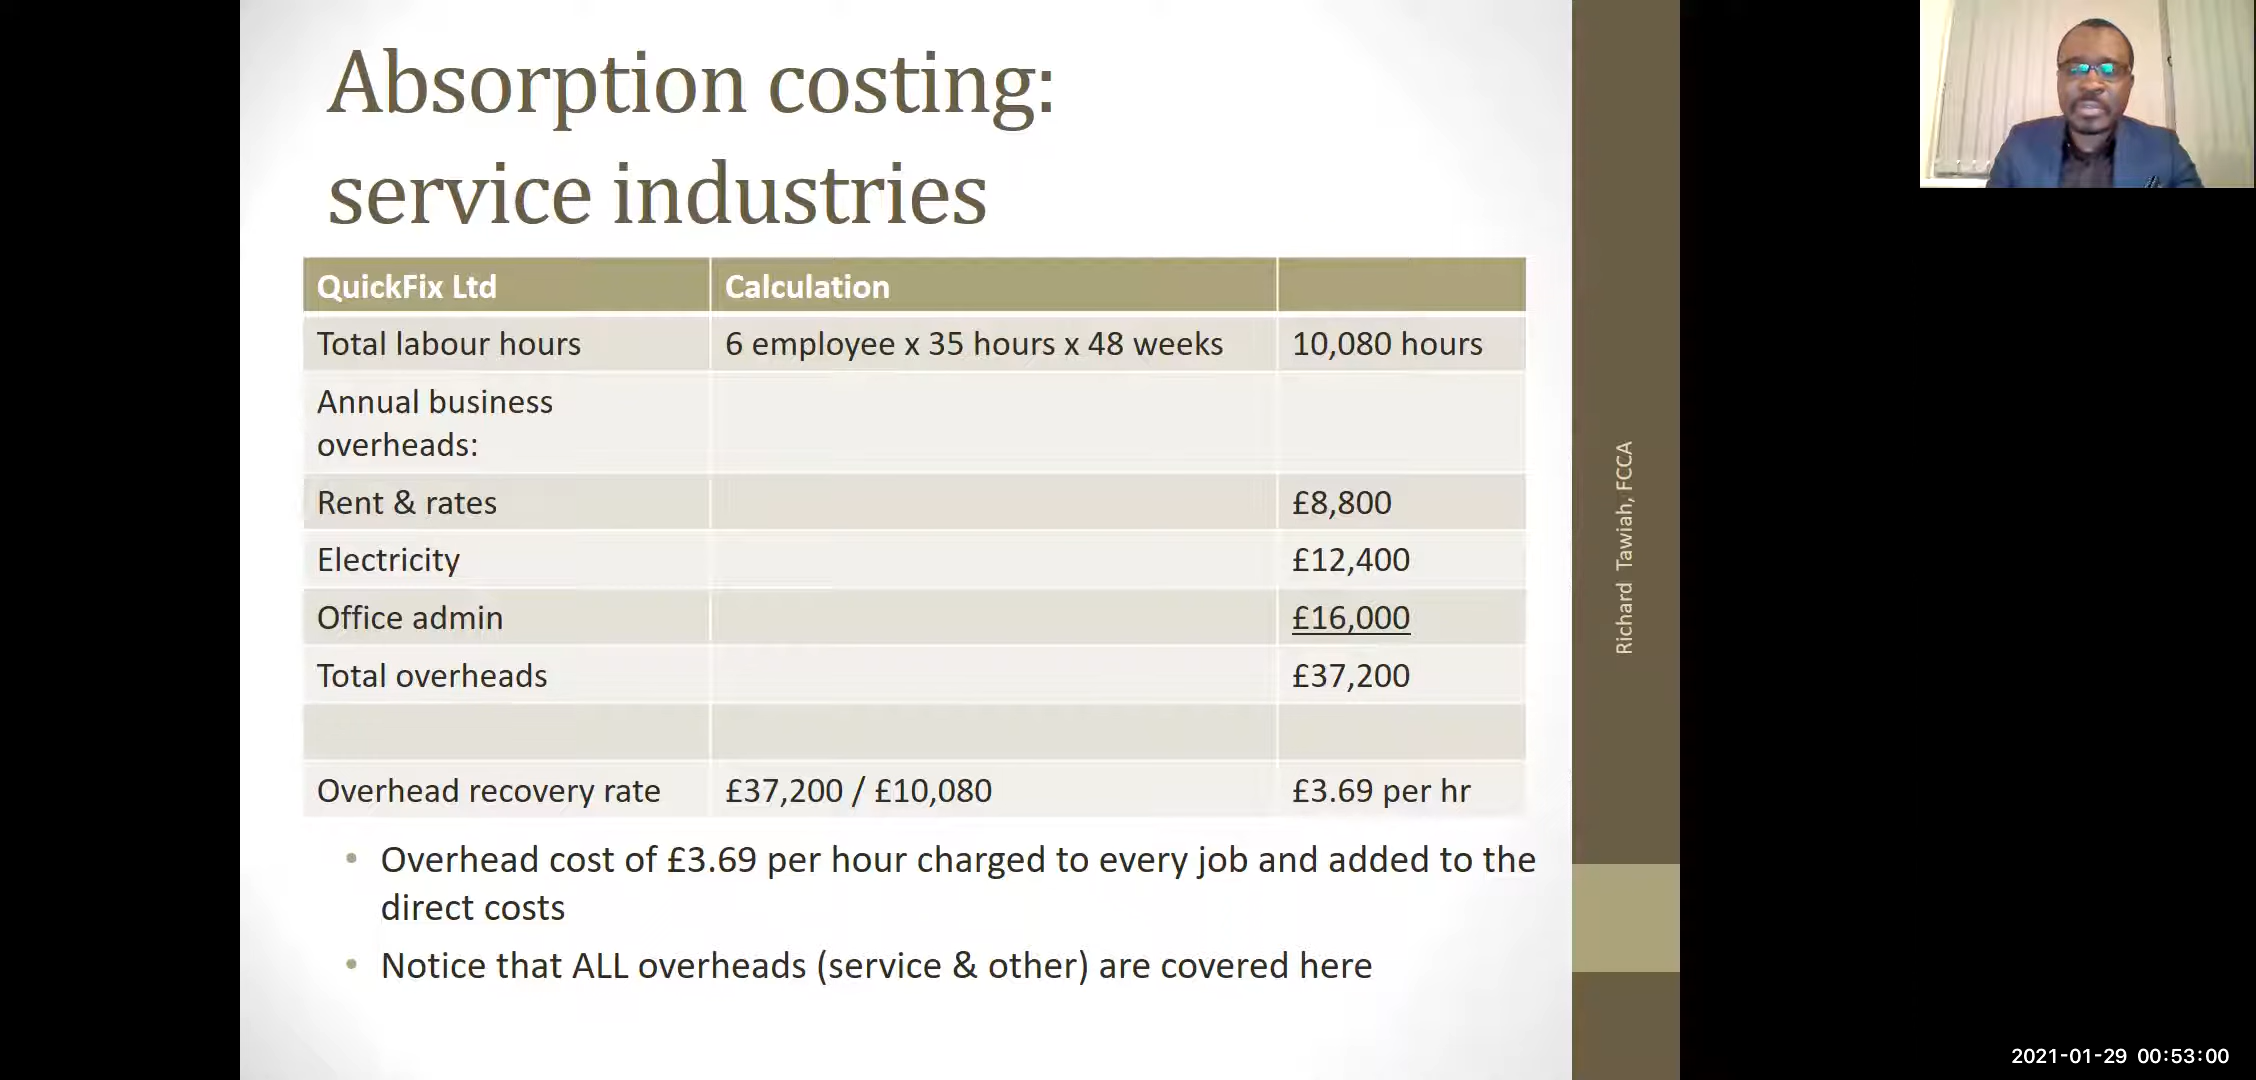 Absorption costing:
service industries
QuickFix Ltd Calculation
Total labour hours 6 employee x 35 hours x 48 weeks 10,080 hours
Annual business
overheads:
Rent & rates £8,800
Electricity £12,400
Office admin £16,000
Total overheads £37,200
Overhead recovery rate £37,200 / £10,080 £3.69 per hr
• Overhead cost of £3.69 per hour charged to every job and added to the
direct costs
• Notice that ALL overheads (service & other) are covered here
Richard Tawiah, FCCA
2021-01-29 00:53:00